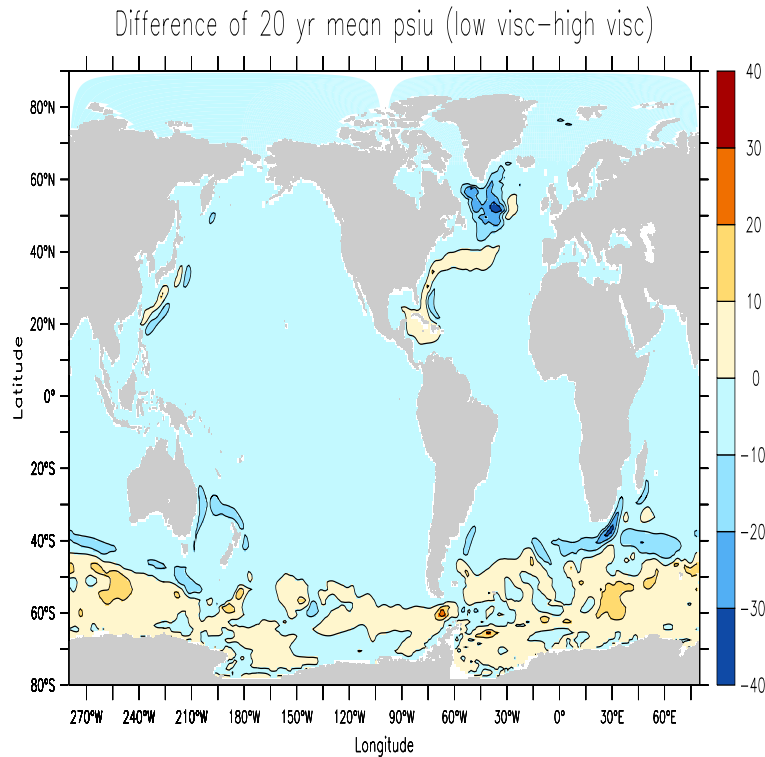 Difference of 20 yr mean psiu (low visc-high visc)
80°N
60°N
40°N
20°N
0°
20°S
40°S
60°S
80°S
Latitude
270°W 240°W 210°W 180°W 150°W 120°W 90°W 60°W 30°W 0° 30°E 60°E
Longitude
40
30
20
10
0
-10
-20
-30
-40